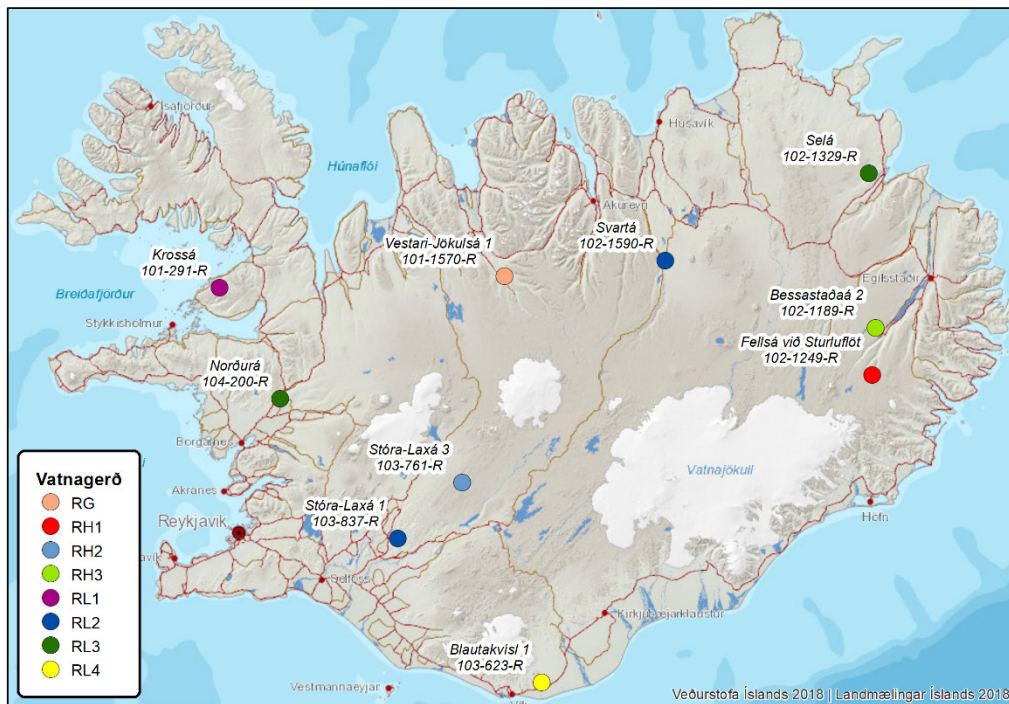 Ísafjörður
Húnaflói
Húsavík
Selá
102-1329-R
Akureyri
Svartá
102-1590-R
Vestari-Jökulsá 1
101-1570-R
Krossá
101-291-R
Breiðafjörður
Stykkishólmur
Egilsstaðir
Bessastaðaá 2
102-1189-R
Fellsá við Sturluflöt
102-1249-R
Norðurá
104-200-R
Borgarnes
Stóra-Laxá 3
103-761-R
Vatnajökull
Akranes
Stóra-Laxá 1
103-837-R
Höfn
Reykjavík
avík
Selfoss
Kirkjubæjarklaustur
Blautakvísl 1
103-623-R
Vestmannaeyjar
Vík
Vatnagerð
RG
RH1
RH2
RH3
RL1
RL2
RL3
RL4
Veðurstofa Íslands 2018 | Landmælingar Íslands 2018